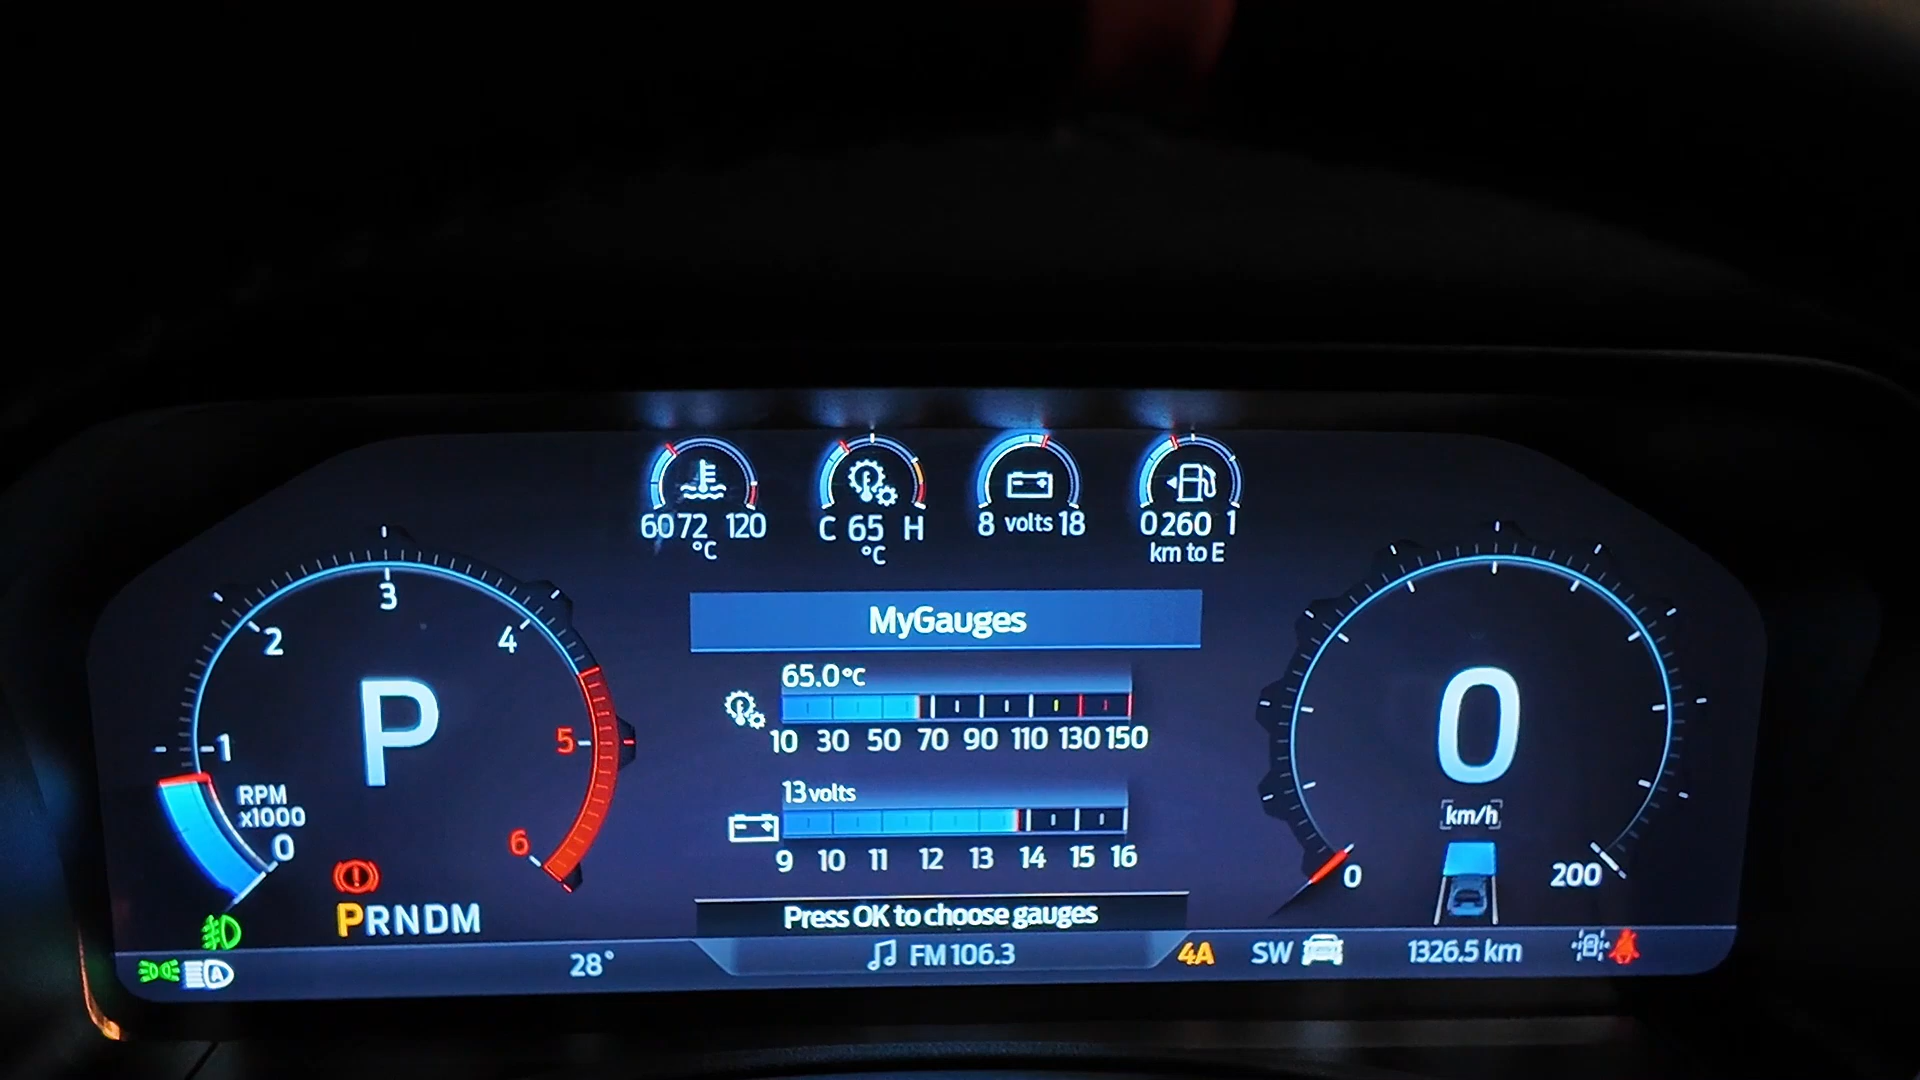 6072 120
°C
C 65 H
°C
8 volts 18
0 260 1
km to E
MyGauges
65.0°C
10 30 50 70 90 110 130 150
13 volts
9 10 11 12 13 14 15 16
Press OK to choose gauges
3
2
4
1
5
RPM
x1000
0
6
P
PRNDM
0
km/h
0
200
A
28°
FM 106.3
4A
SW
1326.5 km